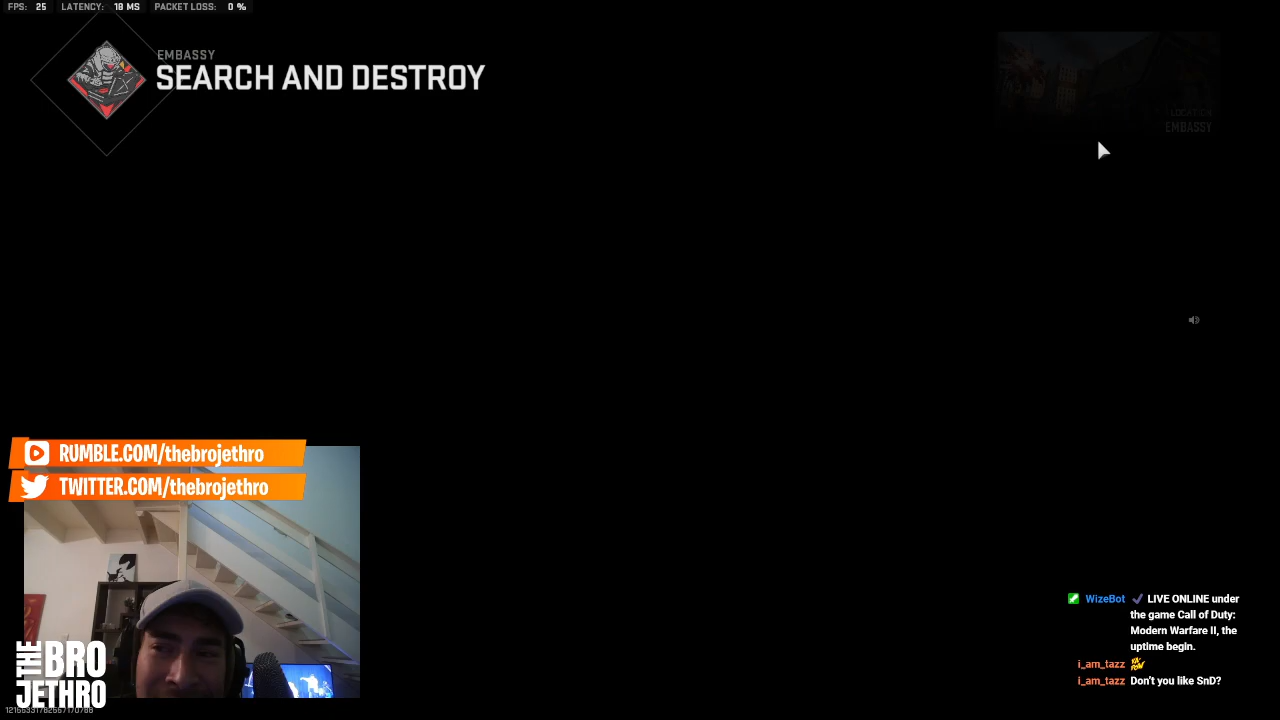 FPS: 25 LATENCY: 18 MS PACKET LOSS: 0 %
EMBASSY
SEARCH AND DESTROY
LOCATION
EMBASSY
RUMBLE.COM/thebrojethro
TWITTER.COM/thebrojethro
THE BRO
JETHRO
WizeBot ✔ LIVE ONLINE under
the game Call of Duty:
Modern Warfare II, the
uptime begin.
i_am_tazz
i_am_tazz Don't you like SnD?